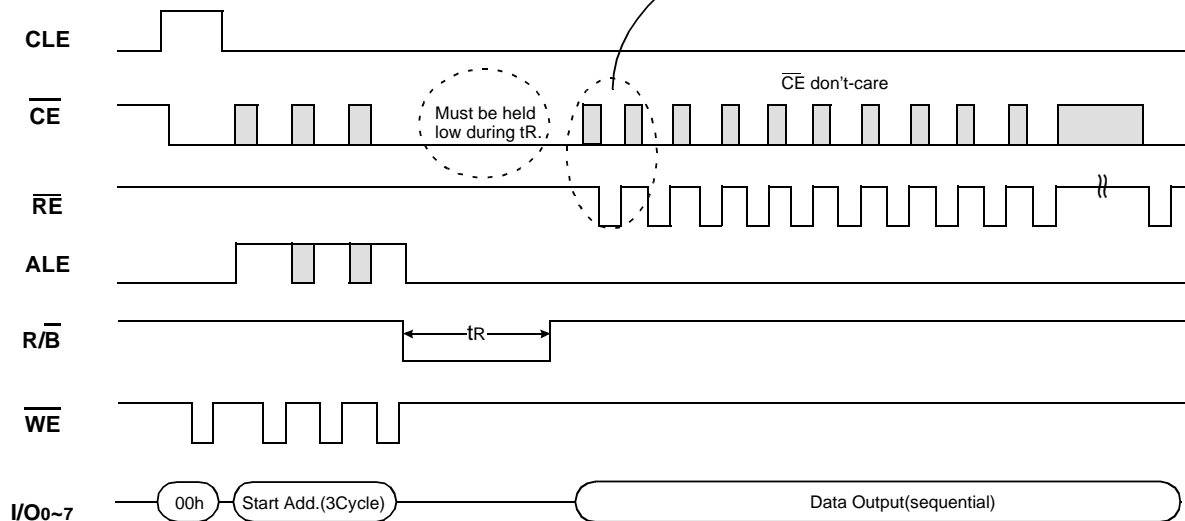 CLE
CE don't-care
CE
Must be held
low during tR.
RE
ALE
R/B
tR
WE
I/O0~7
00h
Start Add.(3Cycle)
Data Output(sequential)